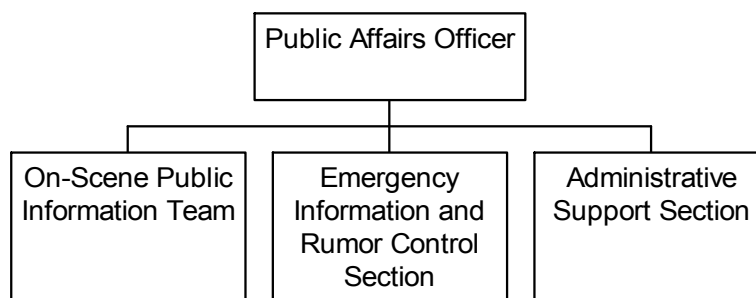 Public Affairs Officer
On-Scene Public
Information Team
Emergency
Information and
Rumor Control
Section
Administrative
Support Section